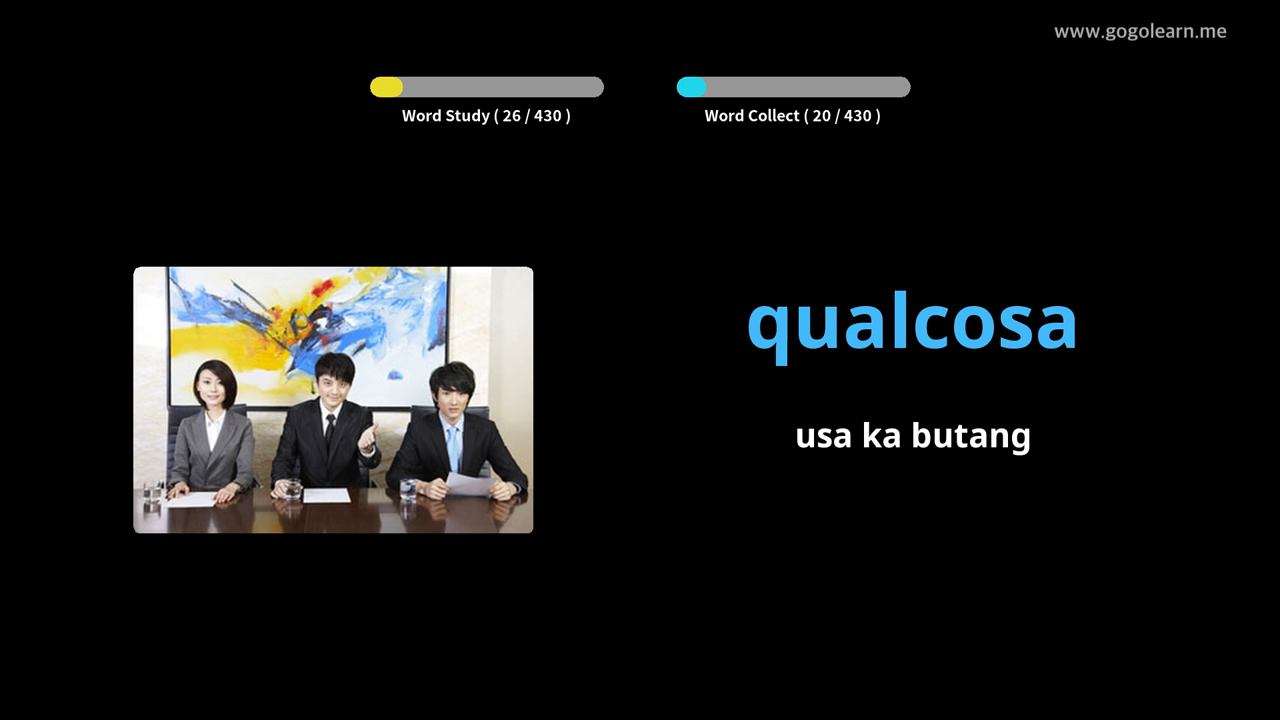 www.gogolearn.me
Word Study ( 26 / 430 )
Word Collect ( 20 / 430 )
qualcosa
usa ka butang